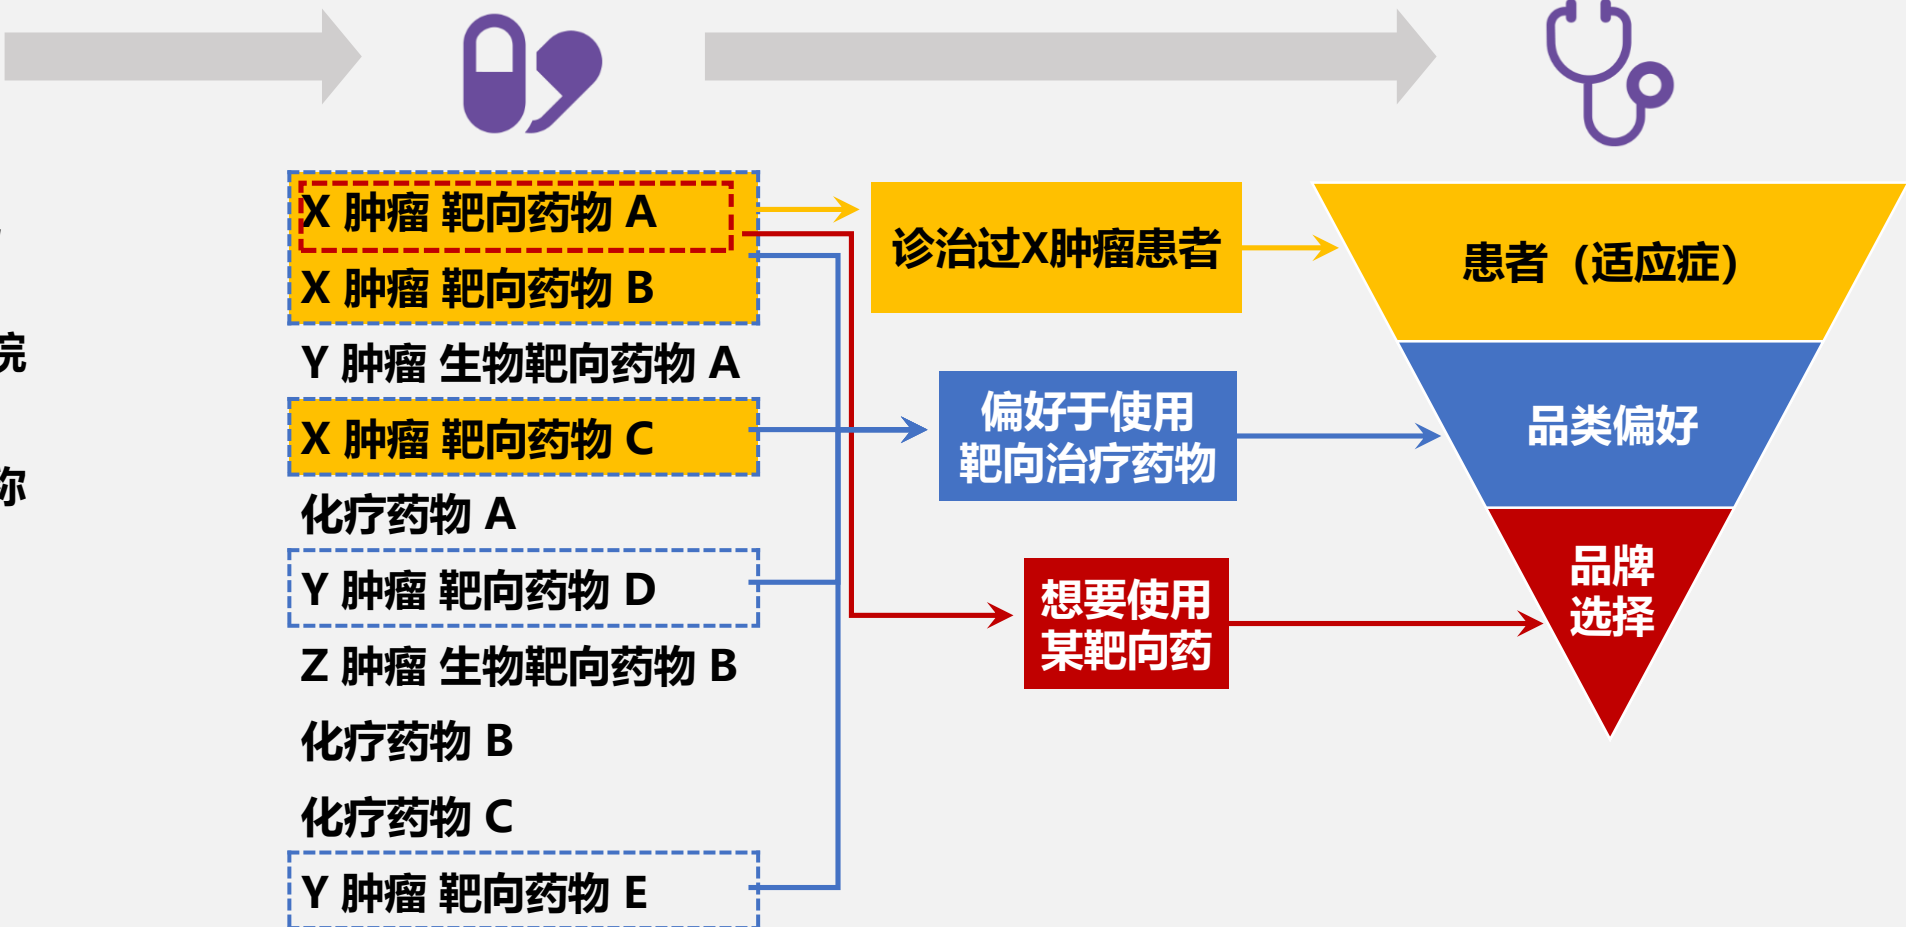 X 肿瘤 靶向药物 A
X 肿瘤 靶向药物 B
Y 肿瘤 生物靶向药物 A
X 肿瘤 靶向药物 C
化疗药物 A
Y 肿瘤 靶向药物 D
Z 肿瘤 生物靶向药物 B
化疗药物 B
化疗药物 C
Y 肿瘤 靶向药物 E
院
称
诊治过X肿瘤患者
偏好于使用
靶向治疗药物
想要使用
某靶向药
患者（适应症）
品类偏好
品牌
选择